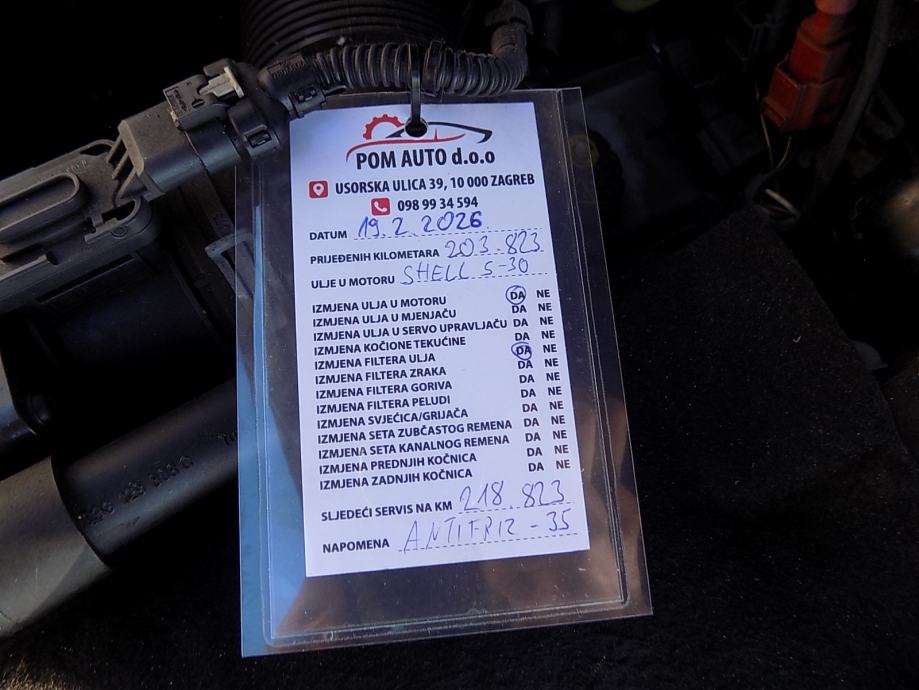 POM AUTO d.o.o
USORSKA ULICA 39, 10 000 ZAGREB
098 99 34 594
DATUM 19.2.2026
PRIJEĐENIH KILOMETARA 203.823
ULJE U MOTORU SHELL 5-30
IZMJENA ULJA U MOTORU DA NE
IZMJENA ULJA U MJENJAČU DA NE
IZMJENA ULJA U SERVO UPRAVLJAČU DA NE
IZMJENA KOČIONE TEKUĆINE DA NE
IZMJENA FILTERA ULJA DA NE
IZMJENA FILTERA ZRAKA DA NE
IZMJENA FILTERA GORIVA DA NE
IZMJENA FILTERA PELUDI DA NE
IZMJENA SVJEĆICA/GRIJAČA DA NE
IZMJENA SETA ZUBČASTOG REMENA DA NE
IZMJENA SETA KANALNOG REMENA DA NE
IZMJENA PREDNJIH KOČNICA DA NE
IZMJENA ZADNJIH KOČNICA DA NE
SLJEDEĆI SERVIS NA KM 218.823
NAPOMENA ANTIFRIZ -35